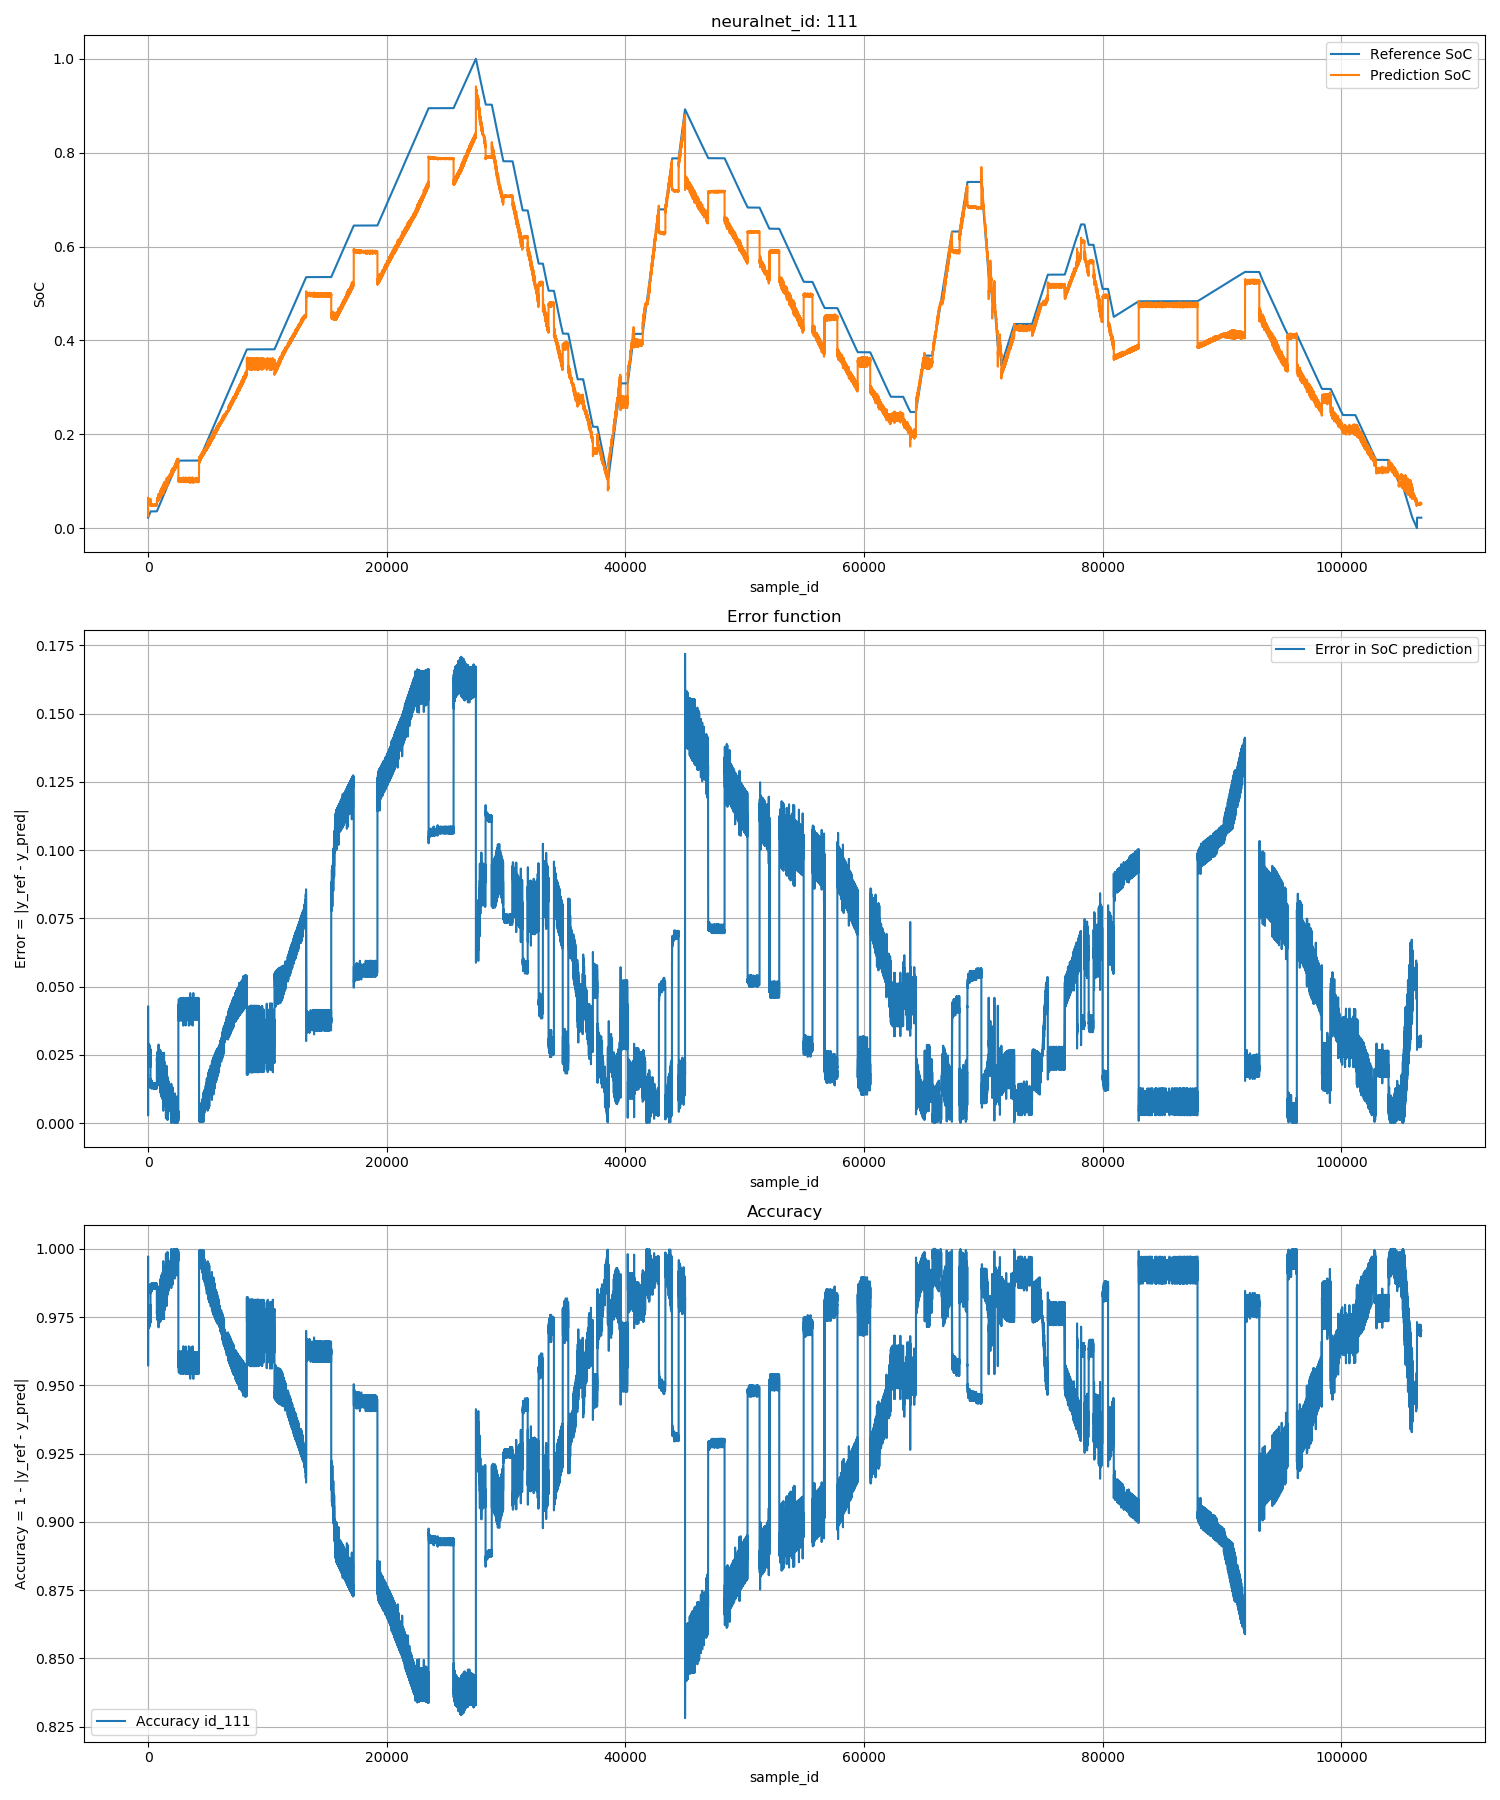 neuralnet_id: 111
Reference SoC
Prediction SoC
1.0
0.8
0.6
0.4
0.2
0.0
SoC
0 20000 40000 60000 80000 100000
sample_id
Error function
Error in SoC prediction
0.175
0.150
0.125
0.100
0.075
0.050
0.025
0.000
Error = |y_ref - y_pred|
0 20000 40000 60000 80000 100000
sample_id
Accuracy
1.000
0.975
0.950
0.925
0.900
0.875
0.850
0.825
Accuracy = 1 - |y_ref - y_pred|
Accuracy id_111
0 20000 40000 60000 80000 100000
sample_id